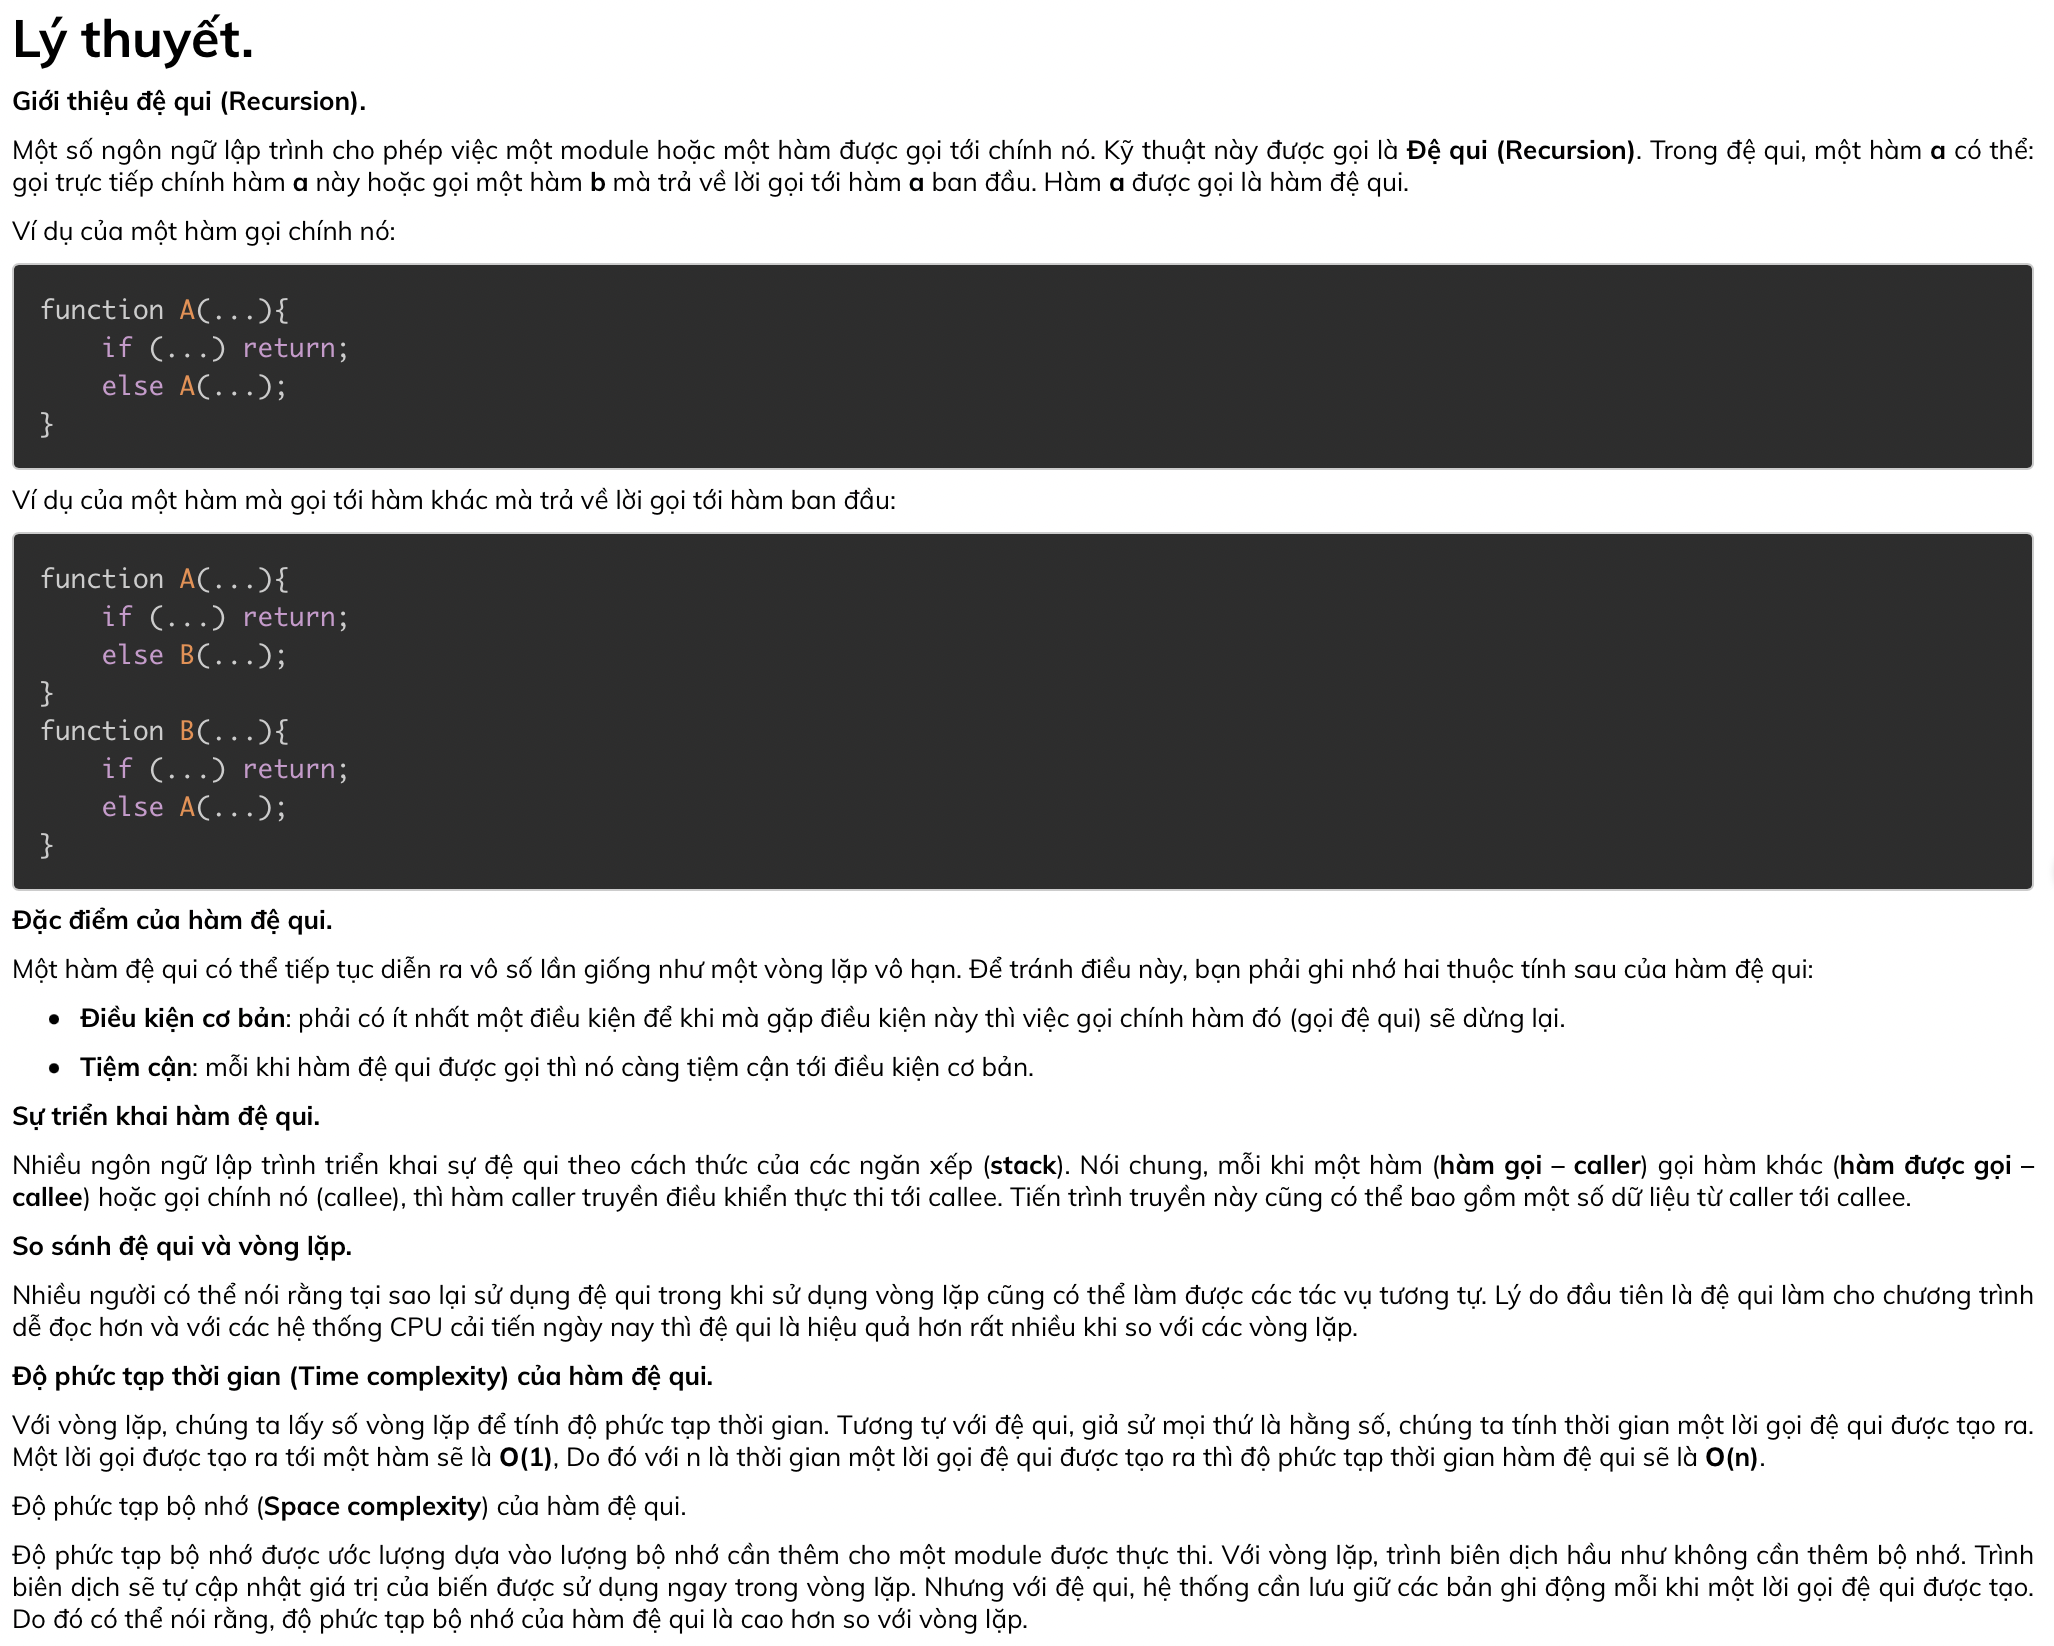 Lý thuyết.
Giới thiệu đệ qui (Recursion).
Một số ngôn ngữ lập trình cho phép việc một module hoặc một hàm được gọi tới chính nó. Kỹ thuật này được gọi là Đệ qui (Recursion). Trong đệ qui, một hàm a có thể:
gọi trực tiếp chính hàm a này hoặc gọi một hàm b mà trả về lời gọi tới hàm a ban đầu. Hàm a được gọi là hàm đệ qui.
Ví dụ của một hàm gọi chính nó:
function A(...){
    if (...) return;
    else A(...);
}
Ví dụ của một hàm mà gọi tới hàm khác mà trả về lời gọi tới hàm ban đầu:
function A(...){
    if (...) return;
    else B(...);
}
function B(...){
    if (...) return;
    else A(...);
}
Đặc điểm của hàm đệ qui.
Một hàm đệ qui có thể tiếp tục diễn ra vô số lần giống như một vòng lặp vô hạn. Để tránh điều này, bạn phải ghi nhớ hai thuộc tính sau của hàm đệ qui:
• Điều kiện cơ bản: phải có ít nhất một điều kiện để khi mà gặp điều kiện này thì việc gọi chính hàm đó (gọi đệ qui) sẽ dừng lại.
• Tiệm cận: mỗi khi hàm đệ qui được gọi thì nó càng tiệm cận tới điều kiện cơ bản.
Sự triển khai hàm đệ qui.
Nhiều ngôn ngữ lập trình triển khai sự đệ qui theo cách thức của các ngăn xếp (stack). Nói chung, mỗi khi một hàm (hàm gọi – caller) gọi hàm khác (hàm được gọi –
callee) hoặc gọi chính nó (callee), thì hàm caller truyền điều khiển thực thi tới callee. Tiến trình truyền này cũng có thể bao gồm một số dữ liệu từ caller tới callee.
So sánh đệ qui và vòng lặp.
Nhiều người có thể nói rằng tại sao lại sử dụng đệ qui trong khi sử dụng vòng lặp cũng có thể làm được các tác vụ tương tự. Lý do đầu tiên là đệ qui làm cho chương trình
dễ đọc hơn và với các hệ thống CPU cải tiến ngày nay thì đệ qui là hiệu quả hơn rất nhiều khi so với các vòng lặp.
Độ phức tạp thời gian (Time complexity) của hàm đệ qui.
Với vòng lặp, chúng ta lấy số vòng lặp để tính độ phức tạp thời gian. Tương tự với đệ qui, giả sử mọi thứ là hằng số, chúng ta tính thời gian một lời gọi đệ qui được tạo ra.
Một lời gọi được tạo ra tới một hàm sẽ là O(1), Do đó với n là thời gian một lời gọi đệ qui được tạo ra thì độ phức tạp thời gian hàm đệ qui sẽ là O(n).
Độ phức tạp bộ nhớ (Space complexity) của hàm đệ qui.
Độ phức tạp bộ nhớ được ước lượng dựa vào lượng bộ nhớ cần thêm cho một module được thực thi. Với vòng lặp, trình biên dịch hầu như không cần thêm bộ nhớ. Trình
biên dịch sẽ tự cập nhật giá trị của biến được sử dụng ngay trong vòng lặp. Nhưng với đệ qui, hệ thống cần lưu giữ các bản ghi động mỗi khi một lời gọi đệ qui được tạo.
Do đó có thể nói rằng, độ phức tạp bộ nhớ của hàm đệ qui là cao hơn so với vòng lặp.